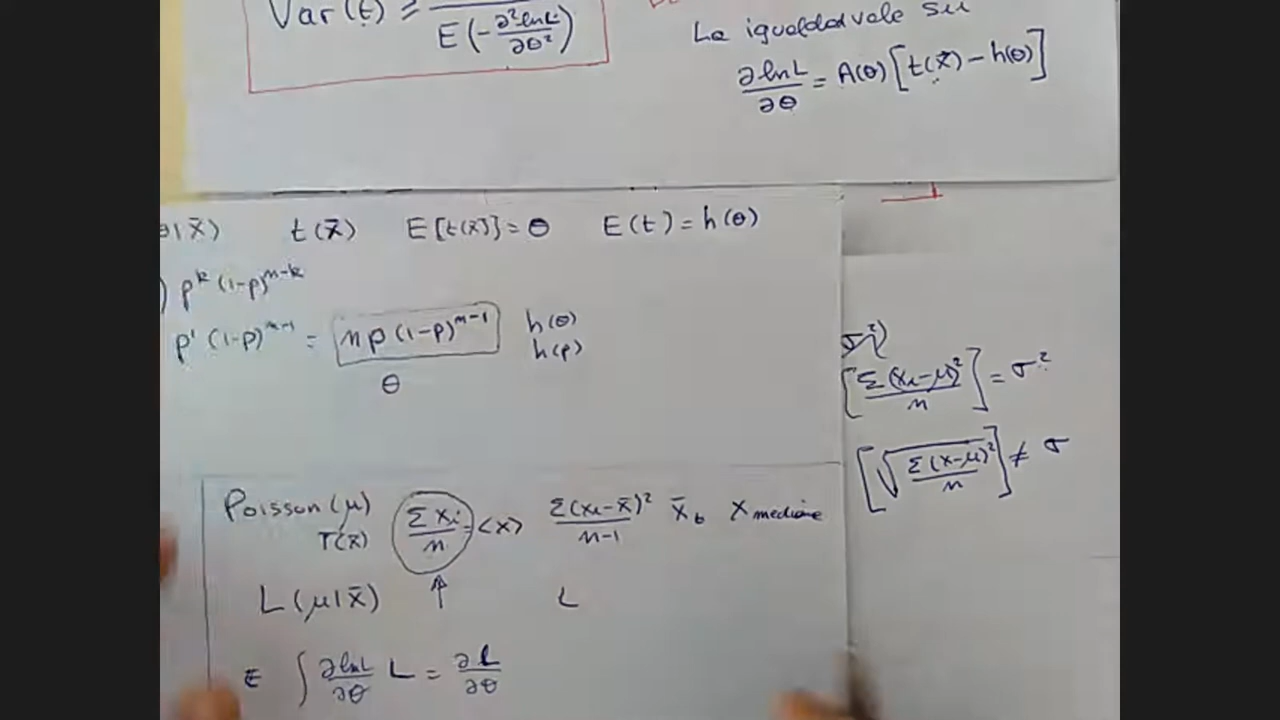 Var(t) ≥ ——— E(-∂²lnL/∂θ²)
La igualdad vale si
∂lnL/∂θ = A(θ)[t(x̄) - h(θ)]
θ|x̄) t(x̄) E[t(x̄)] = θ E(t) = h(θ)
) p^k (1-p)^{n-k}
p¹ (1-p)^{n-1} = n p (1-p)^{n-1} h(θ)
h(p)
θ
σ²)
[Σ(xi-μ)²/n] = σ²
[√(Σ(x-μ)²/n)] ≠ σ
Poisson(μ) Σxi/n = <x> Σ(xi-x̄)²/n-1 x̄_b x mediana
T(x̄)
L(μ|x̄) ↑ L
E ∫ ∂lnL/∂θ L = ∂L/∂θ